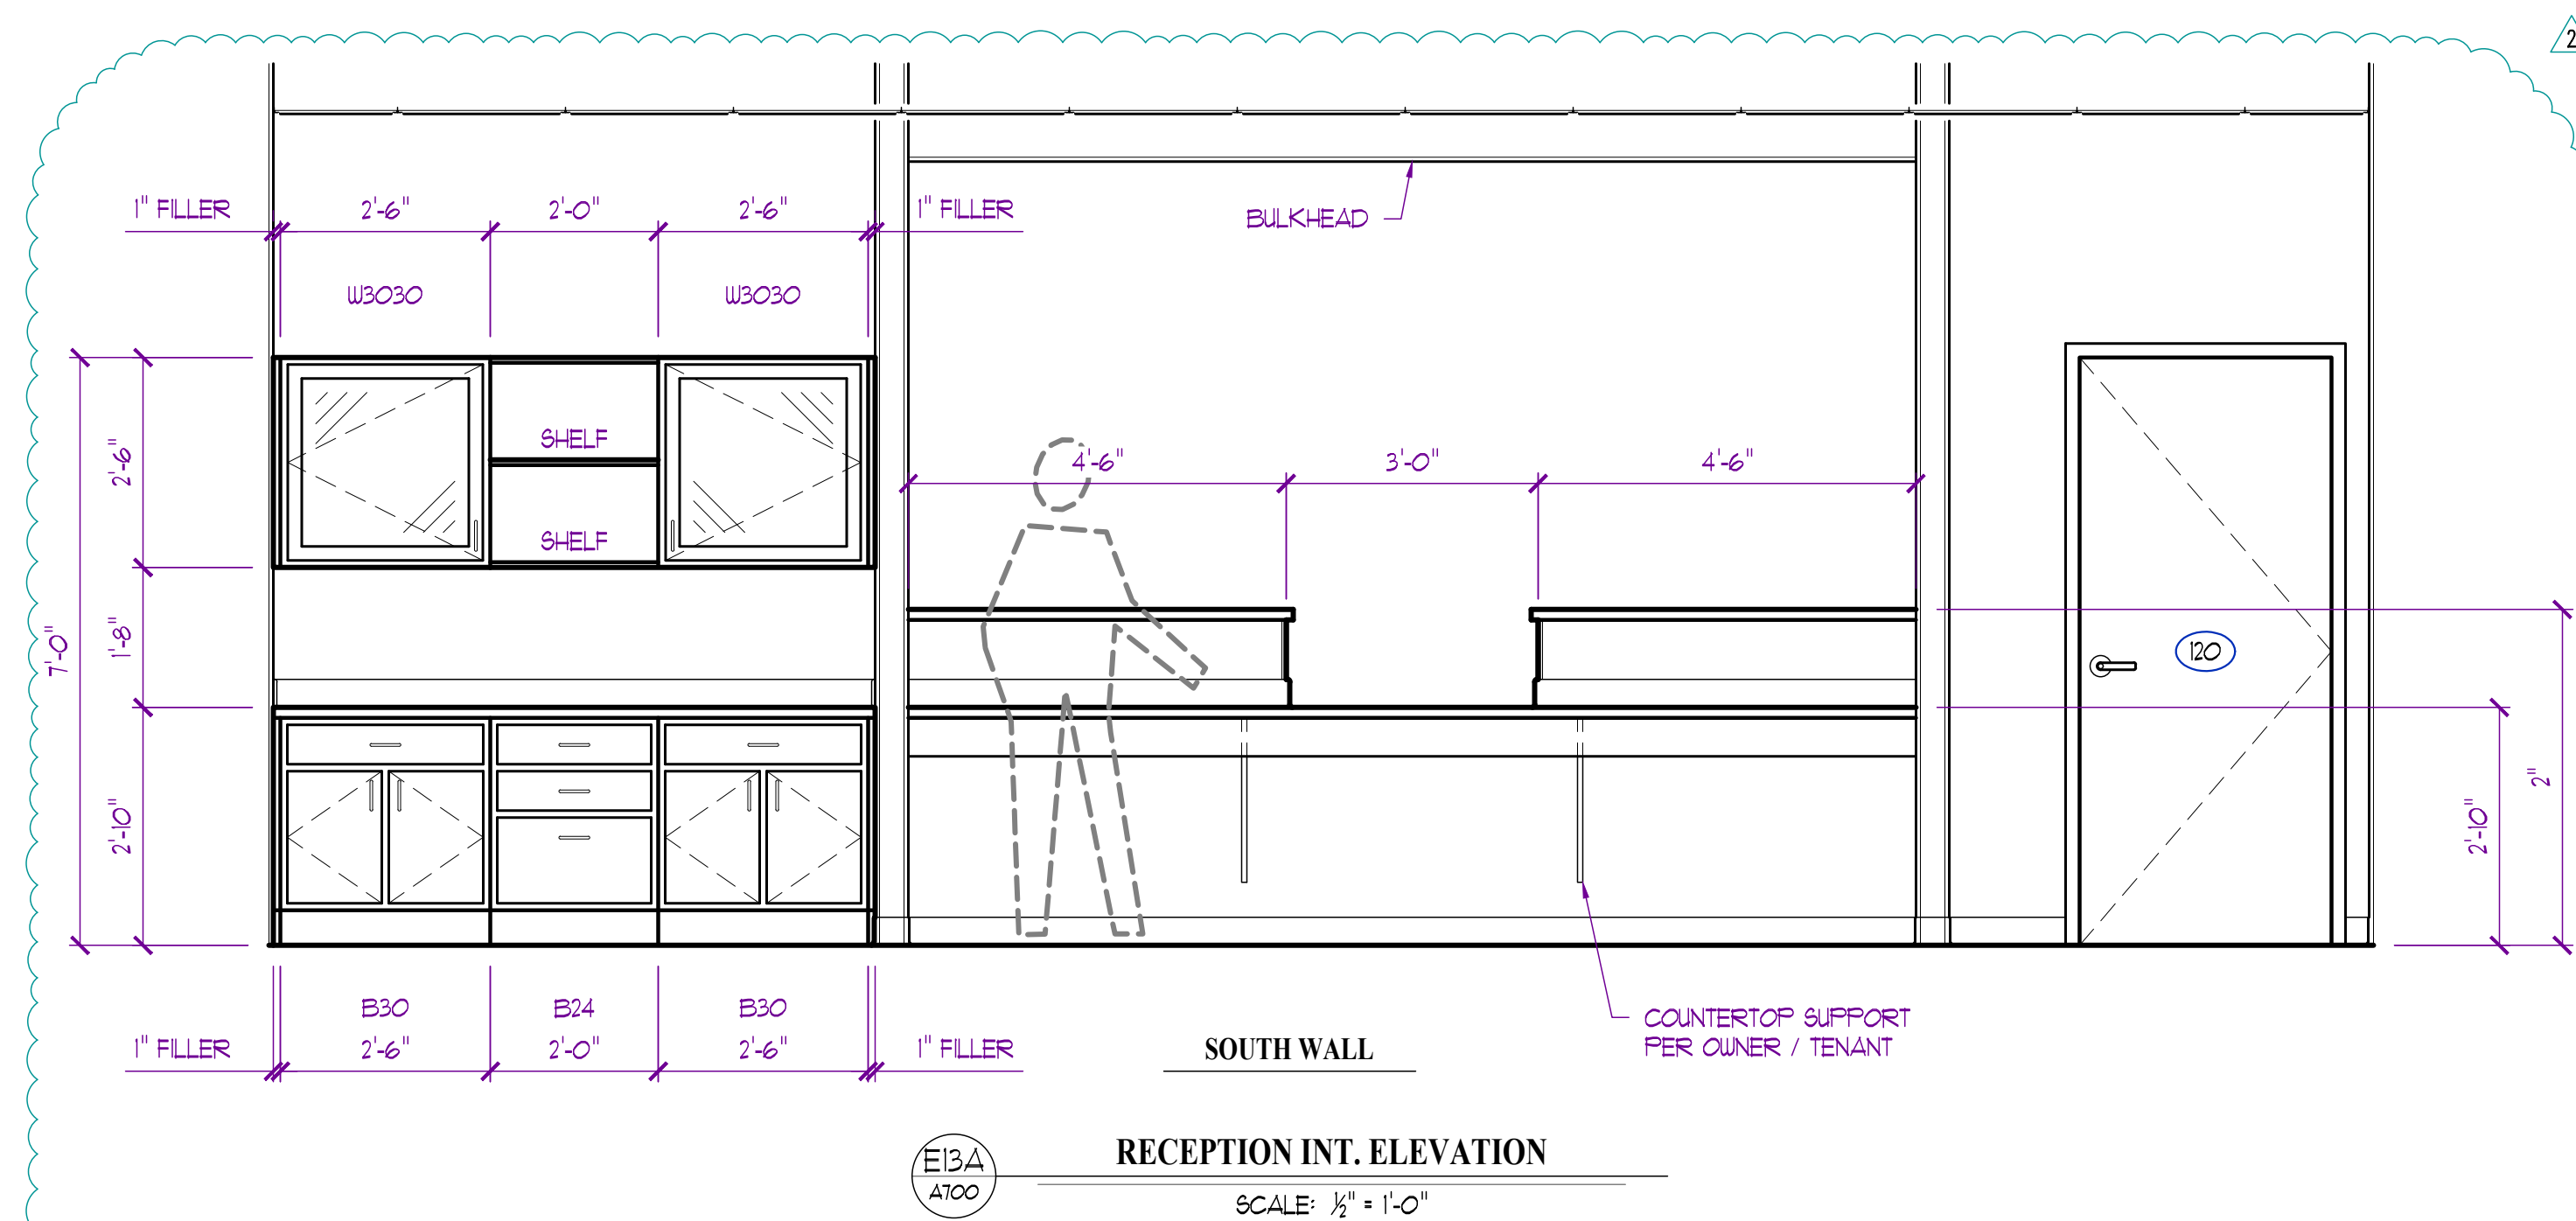 2
1" FILLER 2'-6" 2'-0" 2'-6" 1" FILLER
BULKHEAD
W3030 W3030
SHELF
SHELF
4'-6" 3'-0" 4'-6"
2'-6"
1'-8"
7'-0"
2'-10"
120
2"
2'-10"
B30 B24 B30
1" FILLER 2'-6" 2'-0" 2'-6" 1" FILLER
COUNTERTOP SUPPORT
PER OWNER / TENANT
SOUTH WALL
E13A
A700
RECEPTION INT. ELEVATION
SCALE: ½" = 1'-0"